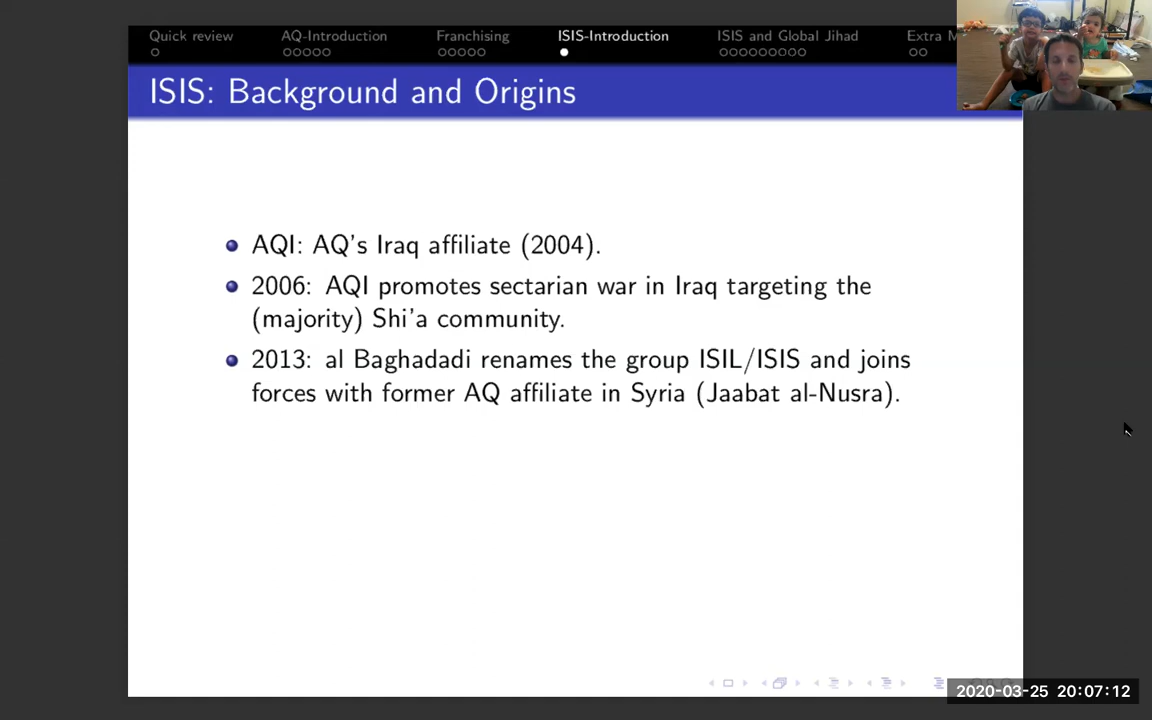 Quick review AQ-Introduction Franchising ISIS-Introduction ISIS and Global Jihad Extra
ISIS: Background and Origins
AQI: AQ's Iraq affiliate (2004).
2006: AQI promotes sectarian war in Iraq targeting the
(majority) Shi'a community.
2013: al Baghadadi renames the group ISIL/ISIS and joins
forces with former AQ affiliate in Syria (Jaabat al-Nusra).
2020-03-25 20:07:12